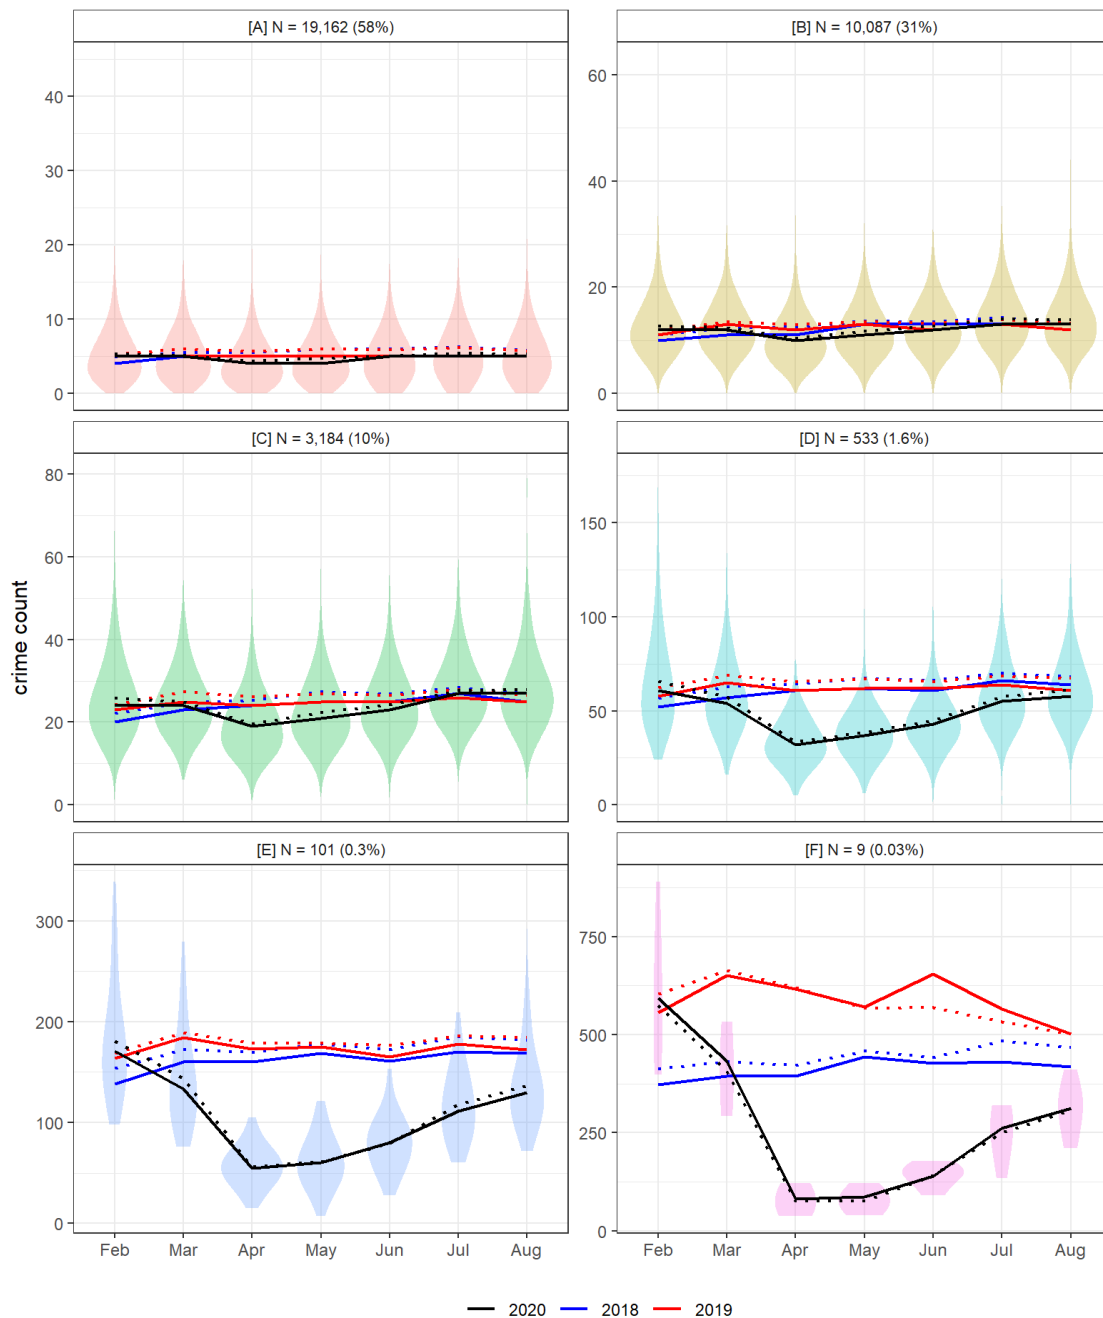 [A] N = 19,162 (58%)
[B] N = 10,087 (31%)
40
30
20
10
0
60
40
20
0
[C] N = 3,184 (10%)
[D] N = 533 (1.6%)
80
60
40
20
0
150
100
50
0
crime count
[E] N = 101 (0.3%)
[F] N = 9 (0.03%)
300
200
100
0
750
500
250
0
Feb Mar Apr May Jun Jul Aug
Feb Mar Apr May Jun Jul Aug
2020 2018 2019